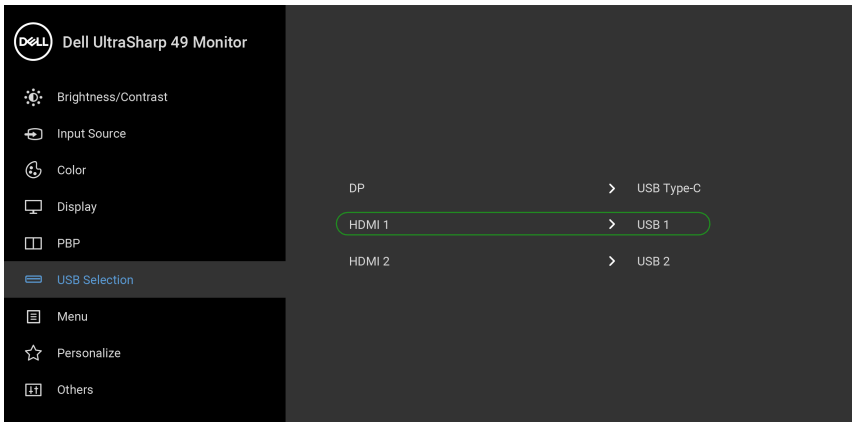 DELL Dell UltraSharp 49 Monitor
Brightness/Contrast
Input Source
Color
Display
PBP
USB Selection
Menu
Personalize
Others
DP USB Type-C
HDMI 1 USB 1
HDMI 2 USB 2